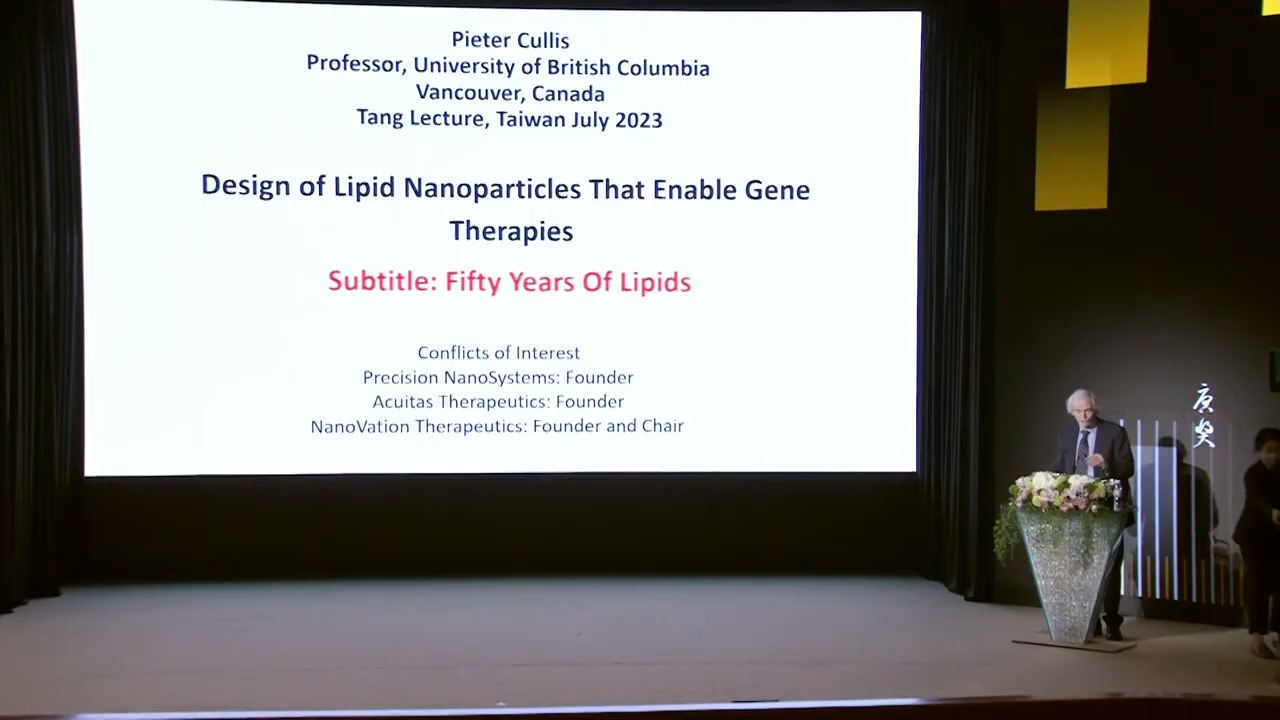 Pieter Cullis
Professor, University of British Columbia
Vancouver, Canada
Tang Lecture, Taiwan July 2023
Design of Lipid Nanoparticles That Enable Gene
Therapies
Subtitle: Fifty Years Of Lipids
Conflicts of Interest
Precision NanoSystems: Founder
Acuitas Therapeutics: Founder
NanoVation Therapeutics: Founder and Chair
唐奬